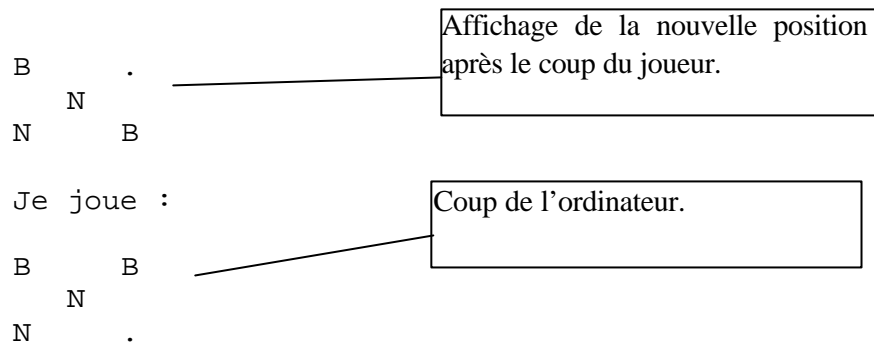 Affichage de la nouvelle position
après le coup du joueur.
B      .
   N
N      B
Je joue :
Coup de l'ordinateur.
B      B
   N
N      .